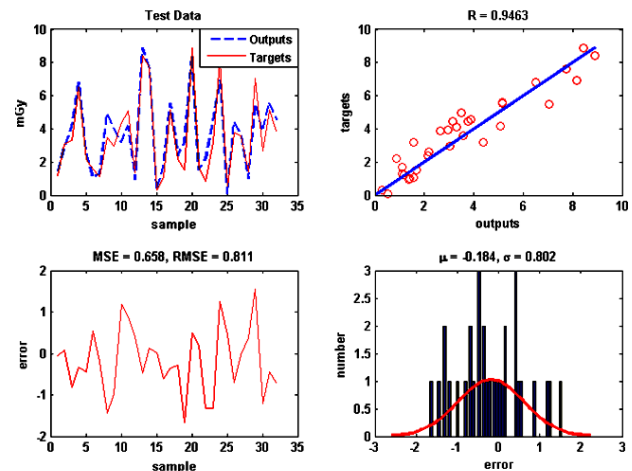 Test Data
Outputs
Targets
mGy
10
8
6
4
2
0
0 5 10 15 20 25 30 35
sample
R = 0.9463
targets
10
8
6
4
2
0
0 2 4 6 8 10
outputs
MSE = 0.658, RMSE = 0.811
error
2
1
0
-1
-2
0 5 10 15 20 25 30 35
sample
μ = -0.184, σ = 0.802
number
3
2.5
2
1.5
1
0.5
0
-3 -2 -1 0 1 2 3
error